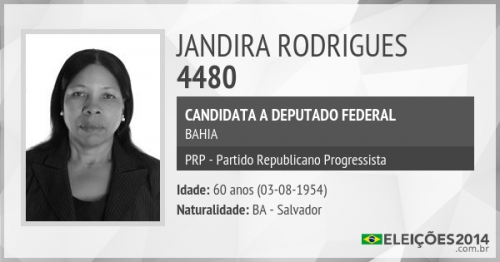 JANDIRA RODRIGUES
4480
CANDIDATA A DEPUTADO FEDERAL
BAHIA
PRP - Partido Republicano Progressista
Idade: 60 anos (03-08-1954)
Naturalidade: BA - Salvador
ELEIÇÕES2014
.com.br